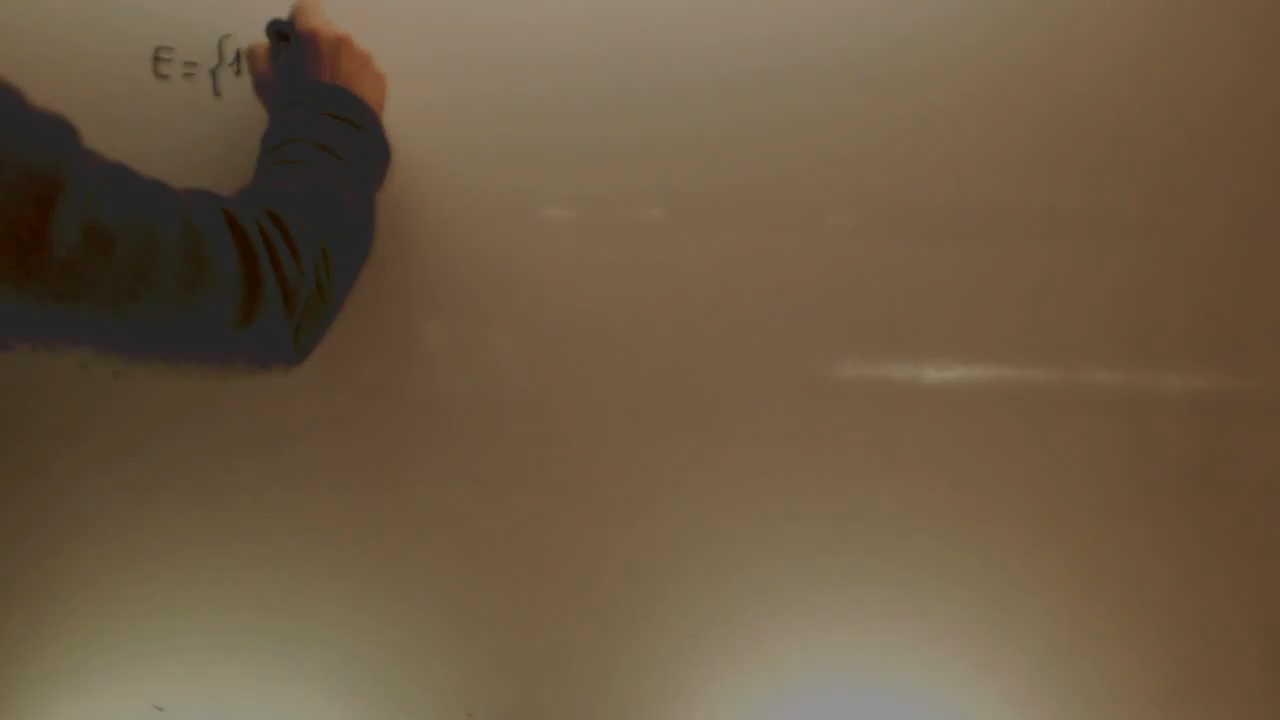 E = {1